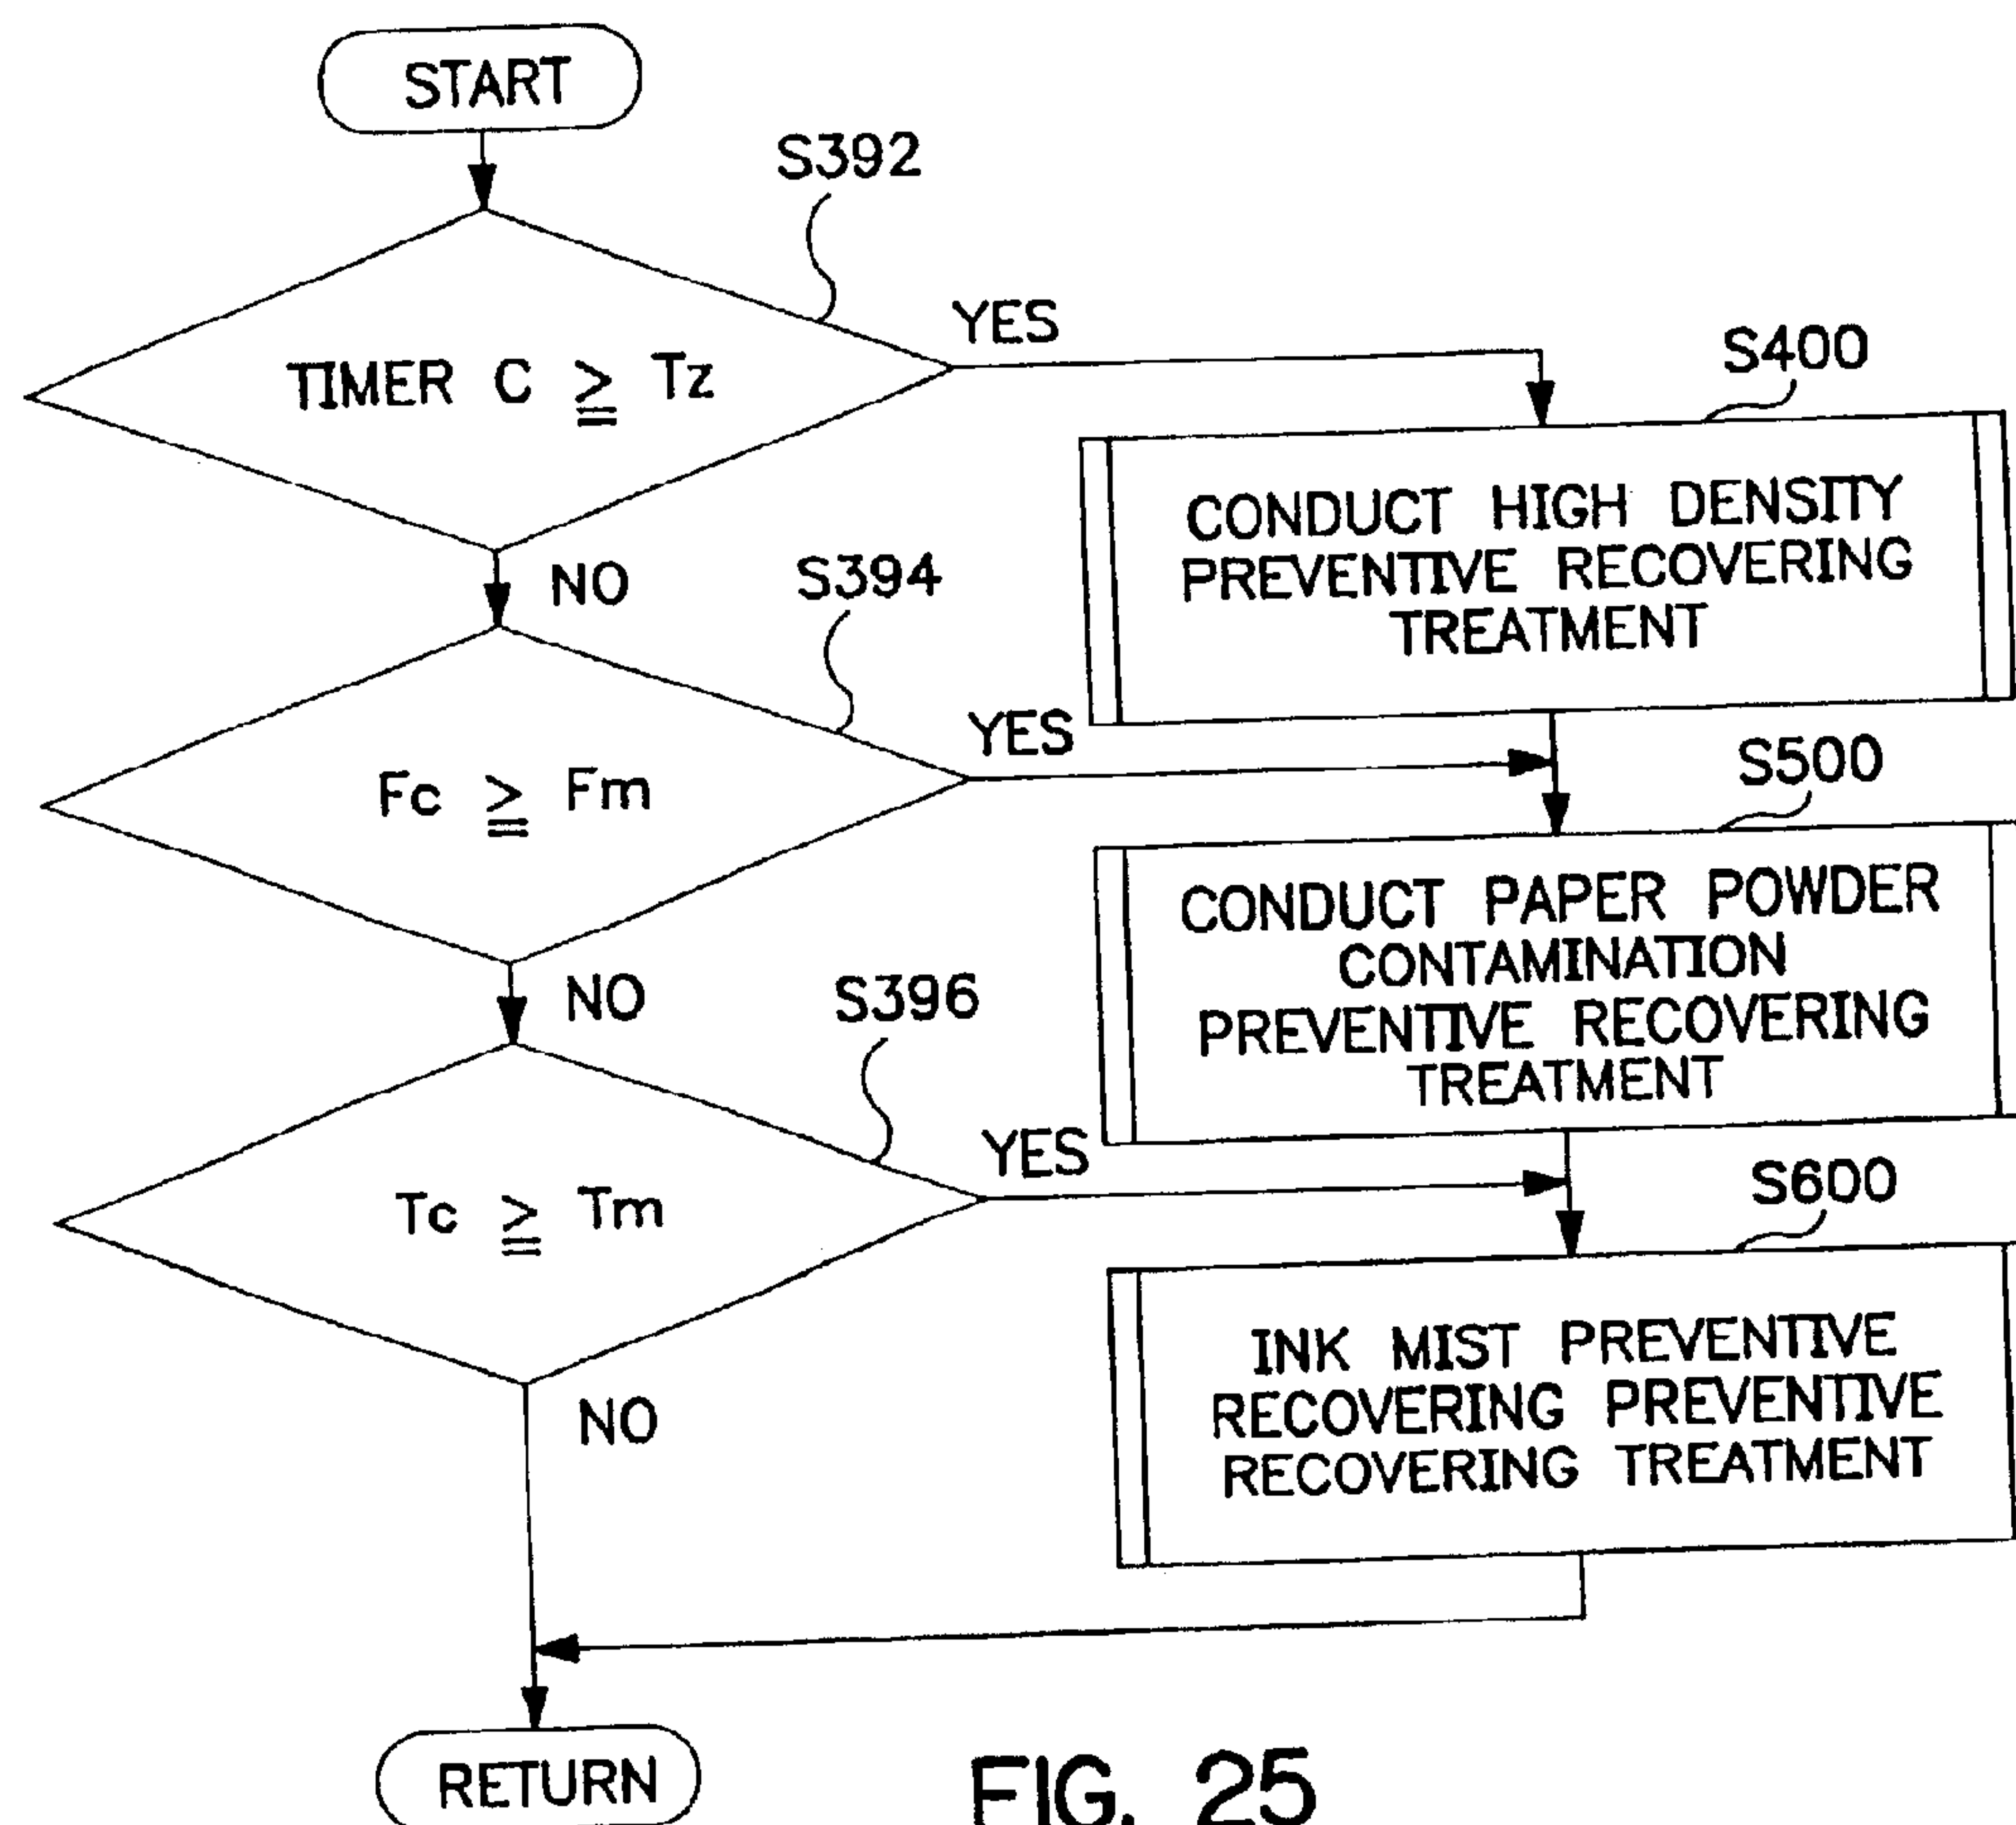 START
S392
TIMER C ≧ Tz
YES
S400
CONDUCT HIGH DENSITY
PREVENTIVE RECOVERING
TREATMENT
NO
S394
Fc ≧ Fm
YES
S500
CONDUCT PAPER POWDER
CONTAMINATION
PREVENTIVE RECOVERING
TREATMENT
NO
S396
Tc ≧ Tm
YES
S600
INK MIST PREVENTIVE
RECOVERING PREVENTIVE
RECOVERING TREATMENT
NO
RETURN
FIG. 25